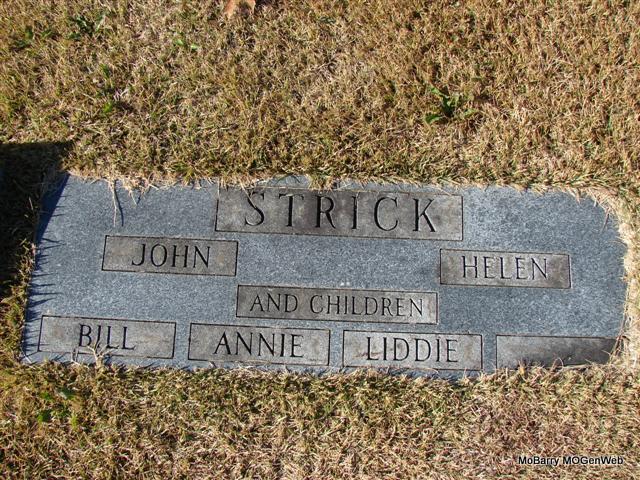 STRICK
JOHN HELEN
AND CHILDREN
BILL ANNIE LIDDIE
MoBarry MOGenWeb